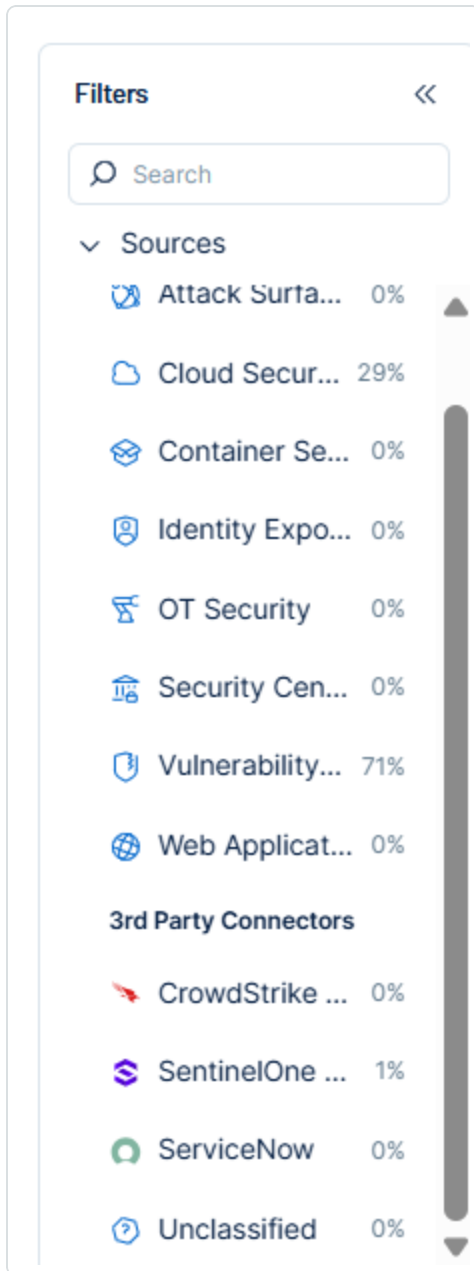 Filters
Search
Sources
Attack Surfa... 0%
Cloud Secur... 29%
Container Se... 0%
Identity Expo... 0%
OT Security 0%
Security Cen... 0%
Vulnerability... 71%
Web Applicat... 0%
3rd Party Connectors
CrowdStrike ... 0%
SentinelOne ... 1%
ServiceNow 0%
Unclassified 0%